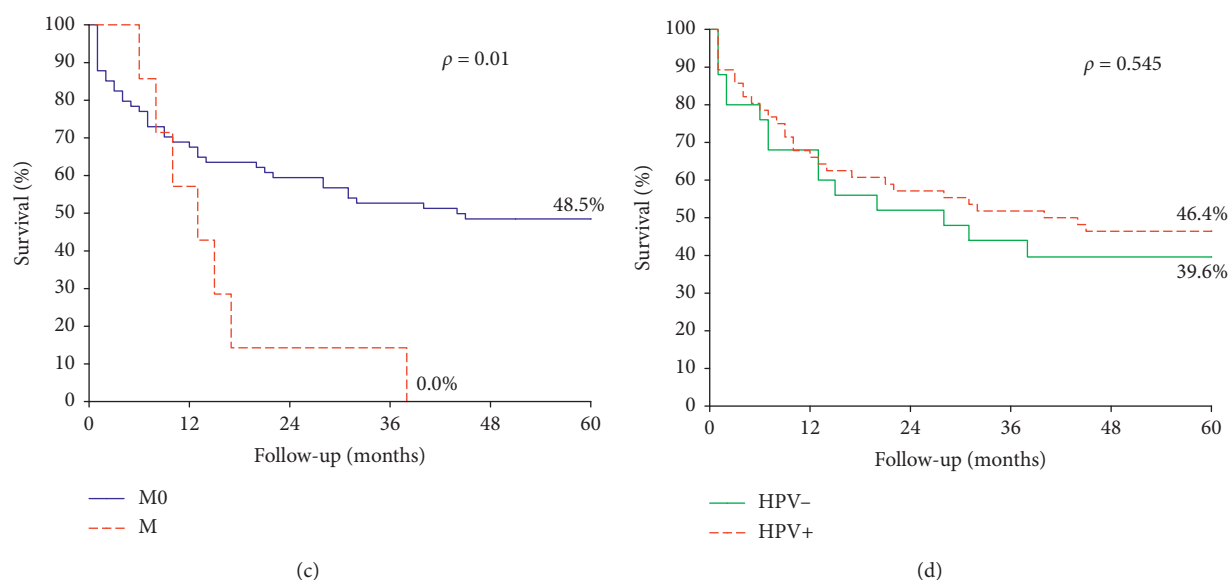 100
90
80
70
60
50
40
30
20
10
0
Survival (%)
ρ = 0.01
48.5%
0.0%
0 12 24 36 48 60
Follow-up (months)
M0
M
(c)
100
90
80
70
60
50
40
30
20
10
0
Survival (%)
ρ = 0.545
46.4%
39.6%
0 12 24 36 48 60
Follow-up (months)
HPV–
HPV+
(d)